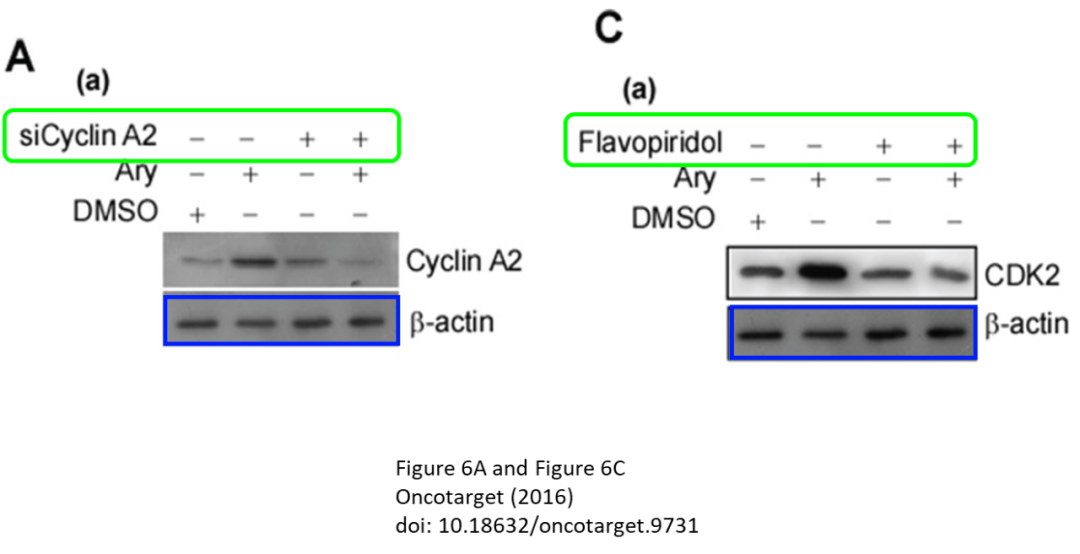 A
(a)
siCyclin A2 − − + +
Ary − + − +
DMSO + − − −
Cyclin A2
β-actin
C
(a)
Flavopiridol − − + +
Ary − + − +
DMSO + − − −
CDK2
β-actin
Figure 6A and Figure 6C
Oncotarget (2016)
doi: 10.18632/oncotarget.9731